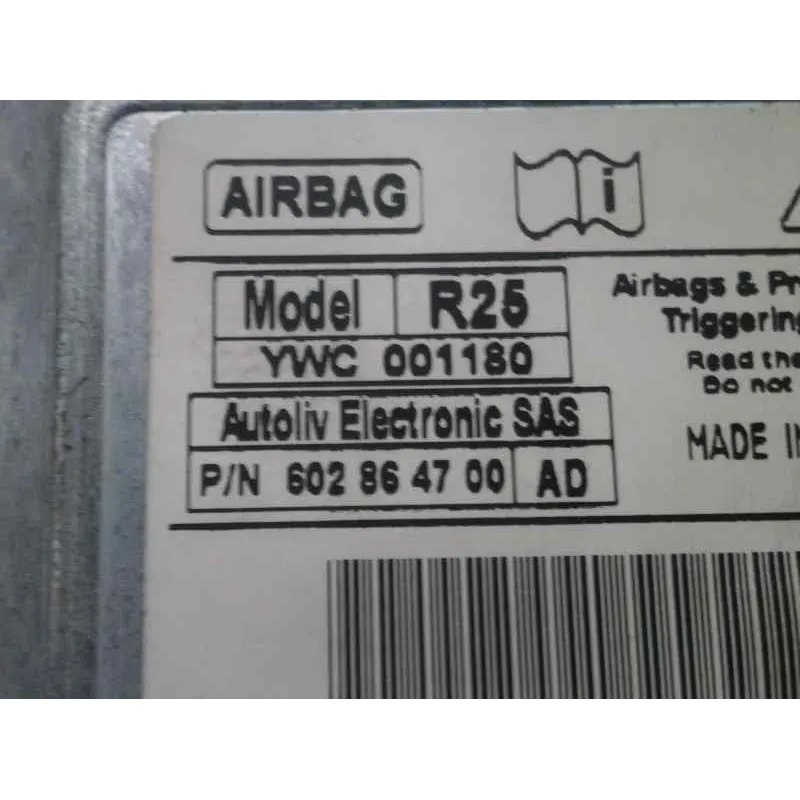 AIRBAG i
Model R25
YWC 001180
Autoliv Electronic SAS
P/N 602 86 47 00 AD
Airbags & Pr
Triggering
Read the
Do not
MADE IN